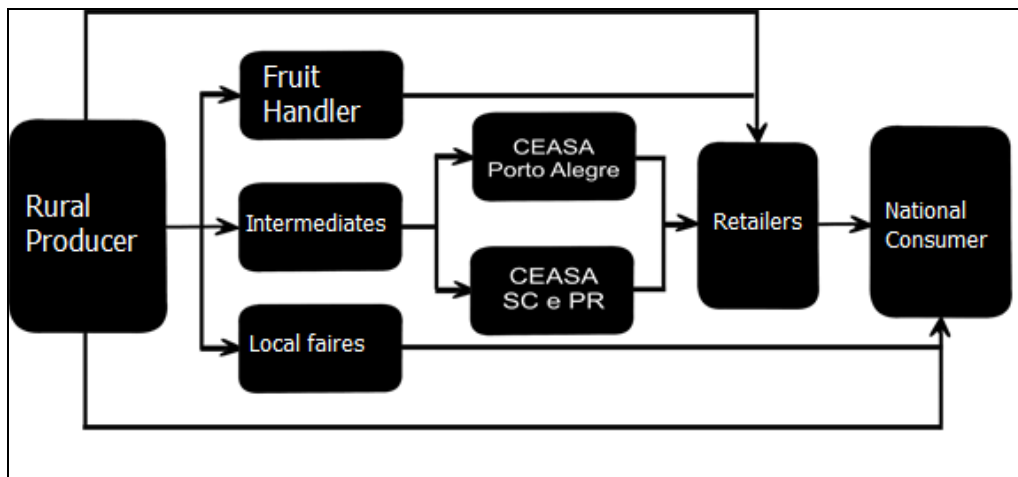 Fruit
Handler
CEASA
Porto Alegre
Rural
Producer
Intermediates
Retailers
National
Consumer
CEASA
SC e PR
Local faires